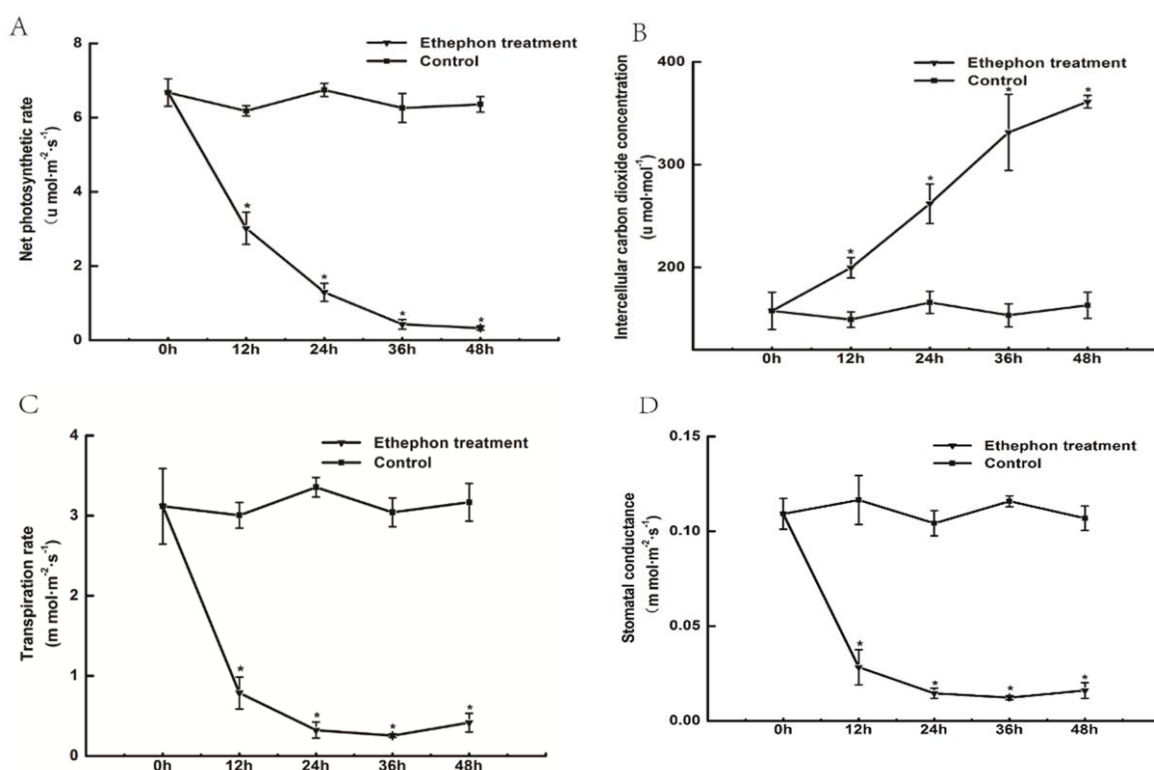 A
Ethephon treatment
Control
Net photosynthetic rate
(u mol·m⁻²·s⁻¹)
8
6
4
2
0
* * * *
0h 12h 24h 36h 48h
B
Ethephon treatment
Control
Intercellular carbon dioxide concentration
(u mol·mol⁻¹)
400
300
200
* * * *
0h 12h 24h 36h 48h
C
Ethephon treatment
Control
Transpiration rate
(m mol·m⁻²·s⁻¹)
4
3
2
1
0
* * * *
0h 12h 24h 36h 48h
D
Ethephon treatment
Control
Stomatal conductance
(m mol·m⁻²·s⁻¹)
0.15
0.10
0.05
0.00
* * * *
0h 12h 24h 36h 48h